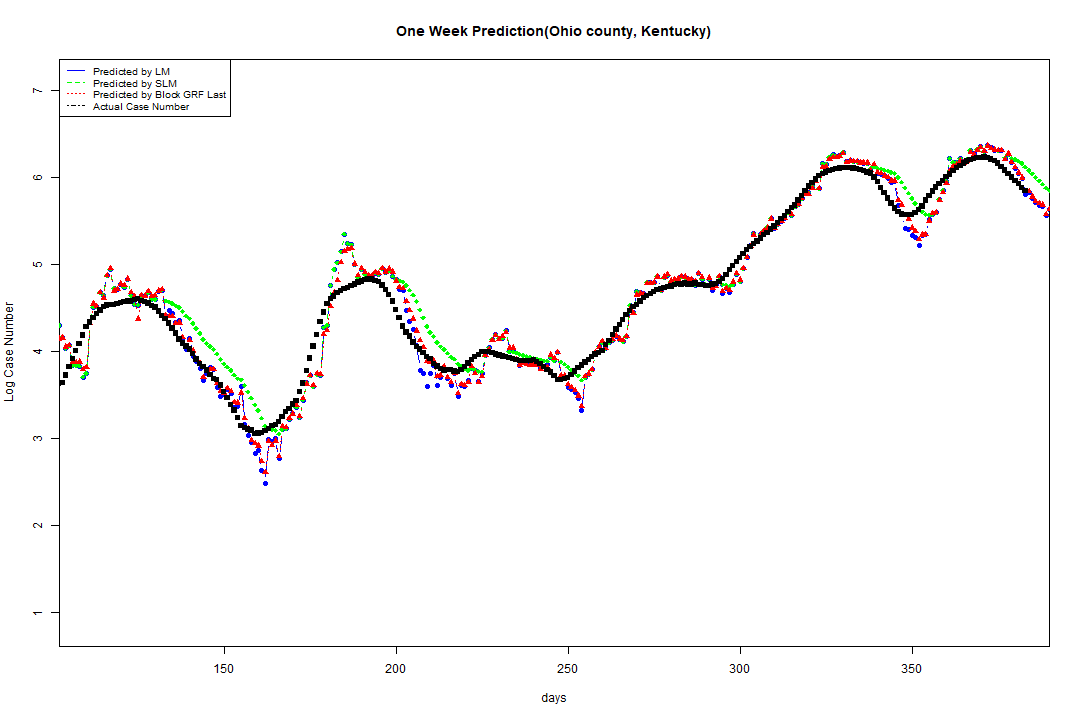 One Week Prediction(Ohio county, Kentucky)
Predicted by LM
Predicted by SLM
Predicted by Block GRF Last
Actual Case Number
7
6
5
4
3
2
1
Log Case Number
150 200 250 300 350
days